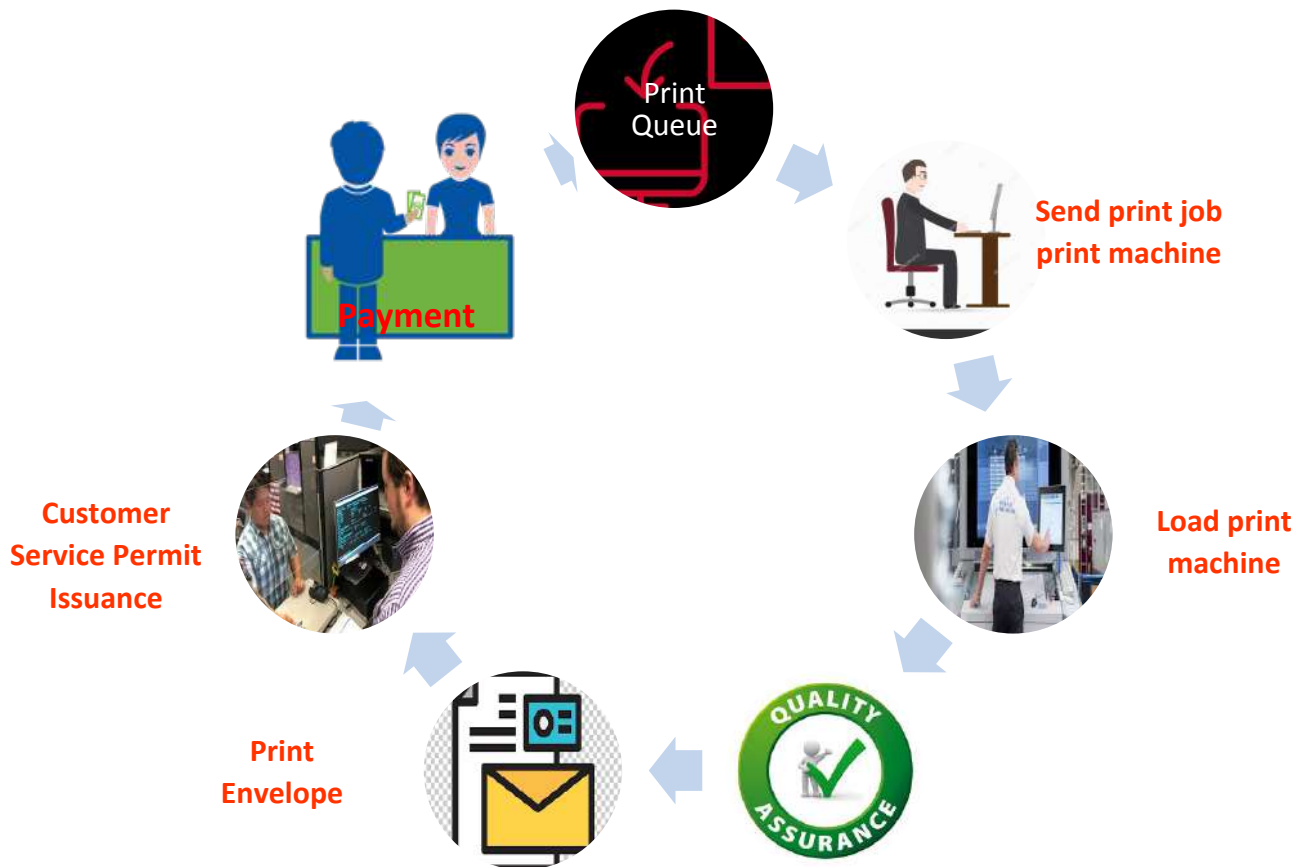 Print
Queue
Send print job
print machine
Load print
machine
QUALITY
ASSURANCE
Print
Envelope
Customer
Service Permit
Issuance
Payment